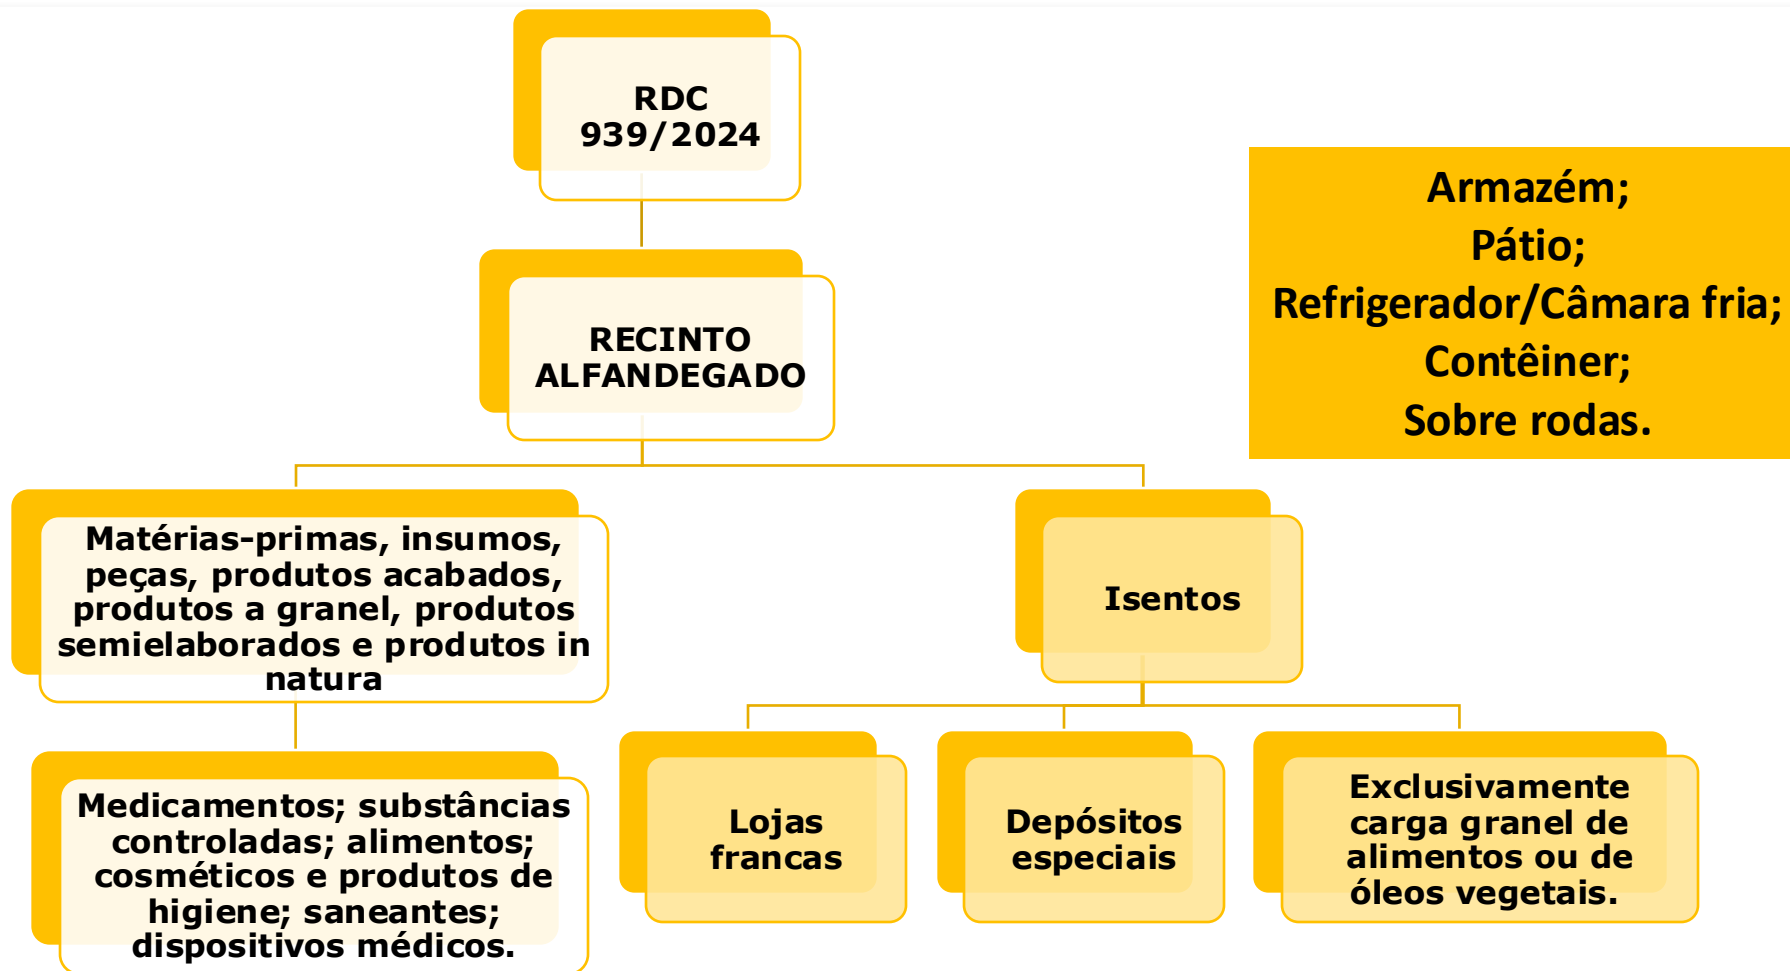 RDC
939/2024
RECINTO
ALFANDEGADO
Armazém;
Pátio;
Refrigerador/Câmara fria;
Contêiner;
Sobre rodas.
Matérias-primas, insumos,
peças, produtos acabados,
produtos a granel, produtos
semielaborados e produtos in
natura
Medicamentos; substâncias
controladas; alimentos;
cosméticos e produtos de
higiene; saneantes;
dispositivos médicos.
Isentos
Lojas
francas
Depósitos
especiais
Exclusivamente
carga granel de
alimentos ou de
óleos vegetais.